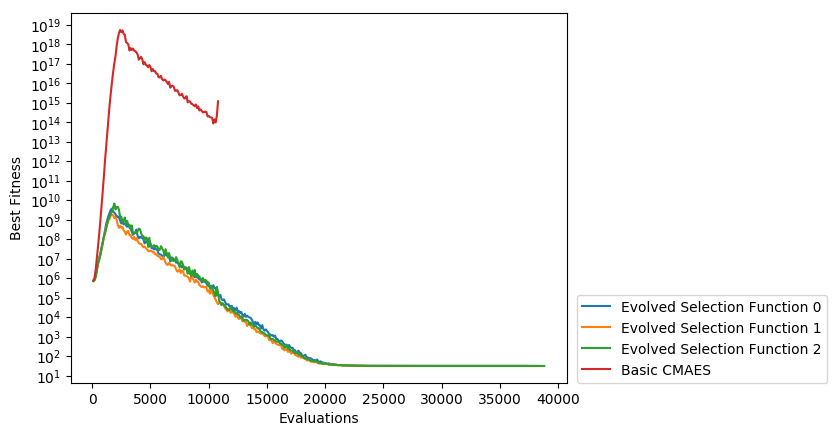 10^19
10^18
10^17
10^16
10^15
10^14
10^13
10^12
10^11
10^10
10^9
10^8
10^7
10^6
10^5
10^4
10^3
10^2
10^1
Best Fitness
0 5000 10000 15000 20000 25000 30000 35000 40000
Evaluations
Evolved Selection Function 0
Evolved Selection Function 1
Evolved Selection Function 2
Basic CMAES